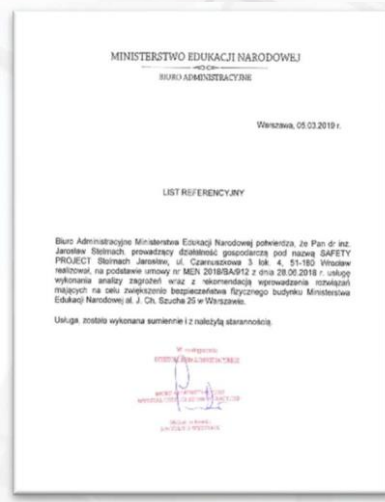 MINISTERSTWO EDUKACJI NARODOWEJ
BIURO ADMINISTRACYJNE
Warszawa, 05.03.2019 r.
LIST REFERENCYJNY
Biuro Administracyjne Ministerstwa Edukacji Narodowej potwierdza, że Pan dr inż.
Jarosław Stelmach, prowadzący działalność gospodarczą pod nazwą SAFETY
PROJECT Stelmach Jarosław, ul. Czarnuszkowa 3 lok. 4, 51-180 Wrocław
realizował, na podstawie umowy nr MEN 2018/BA/912 z dnia 28.06.2018 r. usługę
wykonania analizy zagrożeń wraz z rekomendacją wprowadzenia rozwiązań
mających na celu zwiększenie bezpieczeństwa fizycznego budynku Ministerstwa
Edukacji Narodowej al. J. Ch. Szucha 25 w Warszawie.
Usługa, została wykonana sumiennie i z należytą starannością.
W zastępstwie